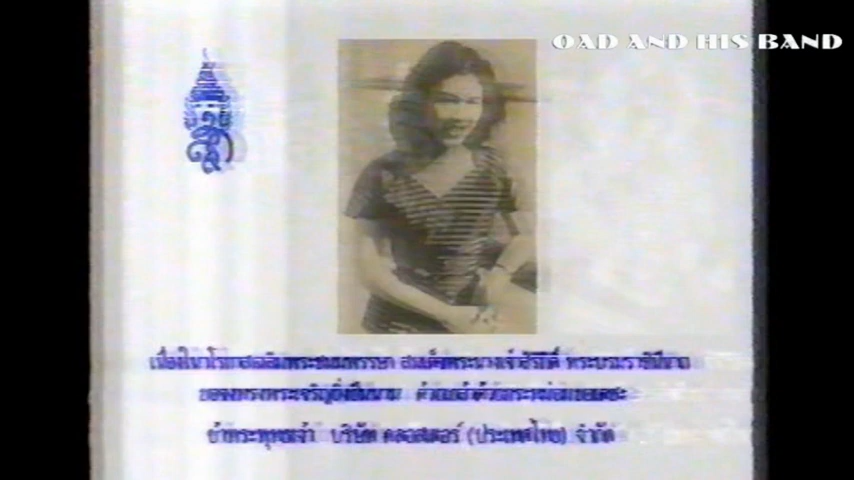 OAD AND HIS BAND
เนื่องในวโรกาสเฉลิมพระชนมพรรษา สมเด็จพระนางเจ้าสิริกิติ์ พระบรมราชินีนาถ
ขอจงทรงพระเจริญยิ่งยืนนาน ด้วยเกล้าด้วยกระหม่อมขอเดชะ
ข้าพระพุทธเจ้า บริษัท (ประเทศไทย) จำกัด